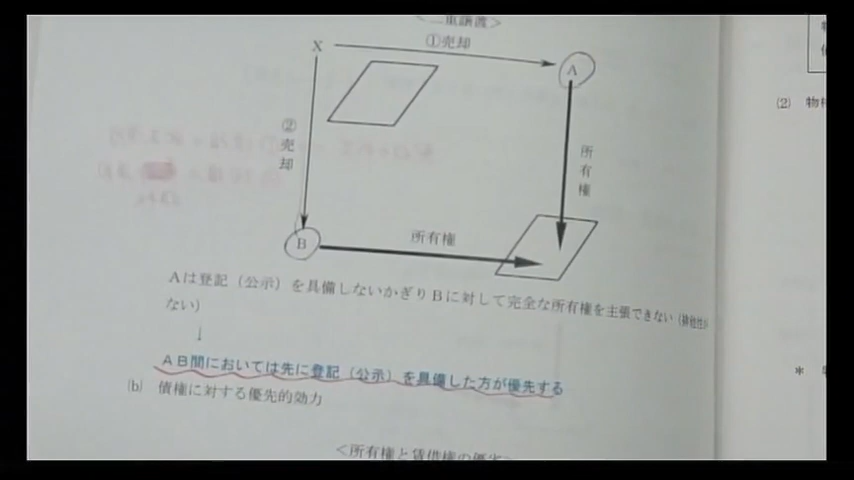 <二重譲渡>
X
①売却
A
②売却
所有権
B
所有権
Aは登記（公示）を具備しないかぎりBに対して完全な所有権を主張できない（排他性が
ない）
↓
AB間においては先に登記（公示）を具備した方が優先する
(b) 債権に対する優先的効力
<所有権と賃借権の優劣>
(2) 物権
*